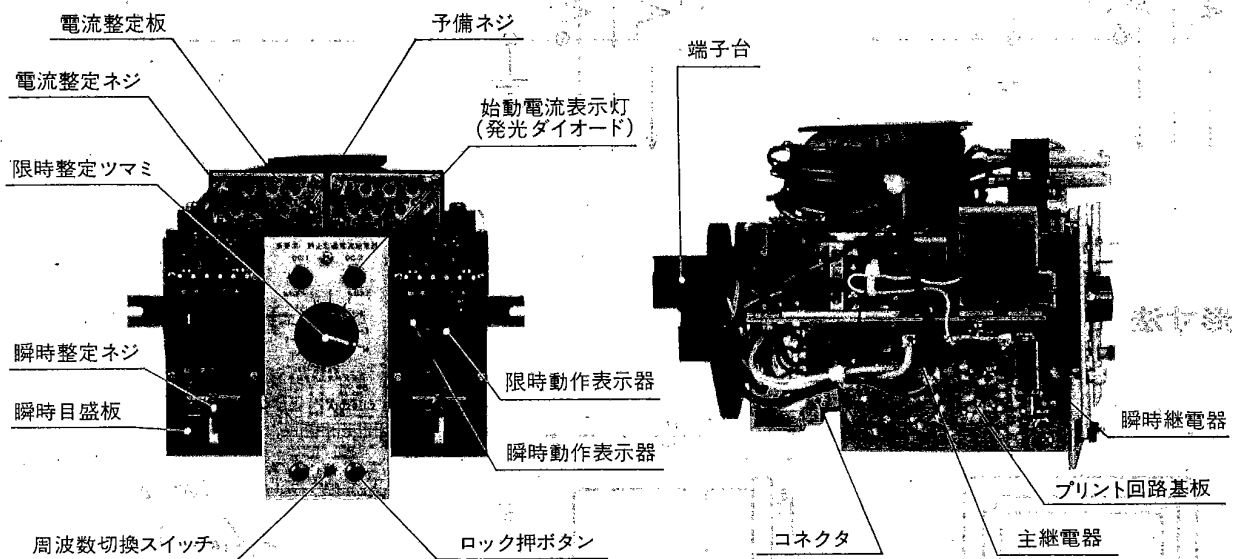 電流整定板
予備ネジ
電流整定ネジ
始動電流表示灯
(発光ダイオード)
限時整定ツマミ
瞬時整定ネジ
瞬時目盛板
限時動作表示器
瞬時動作表示器
周波数切換スイッチ
ロック押ボタン
端子台
瞬時継電器
プリント回路基板
主継電器
コネクタ